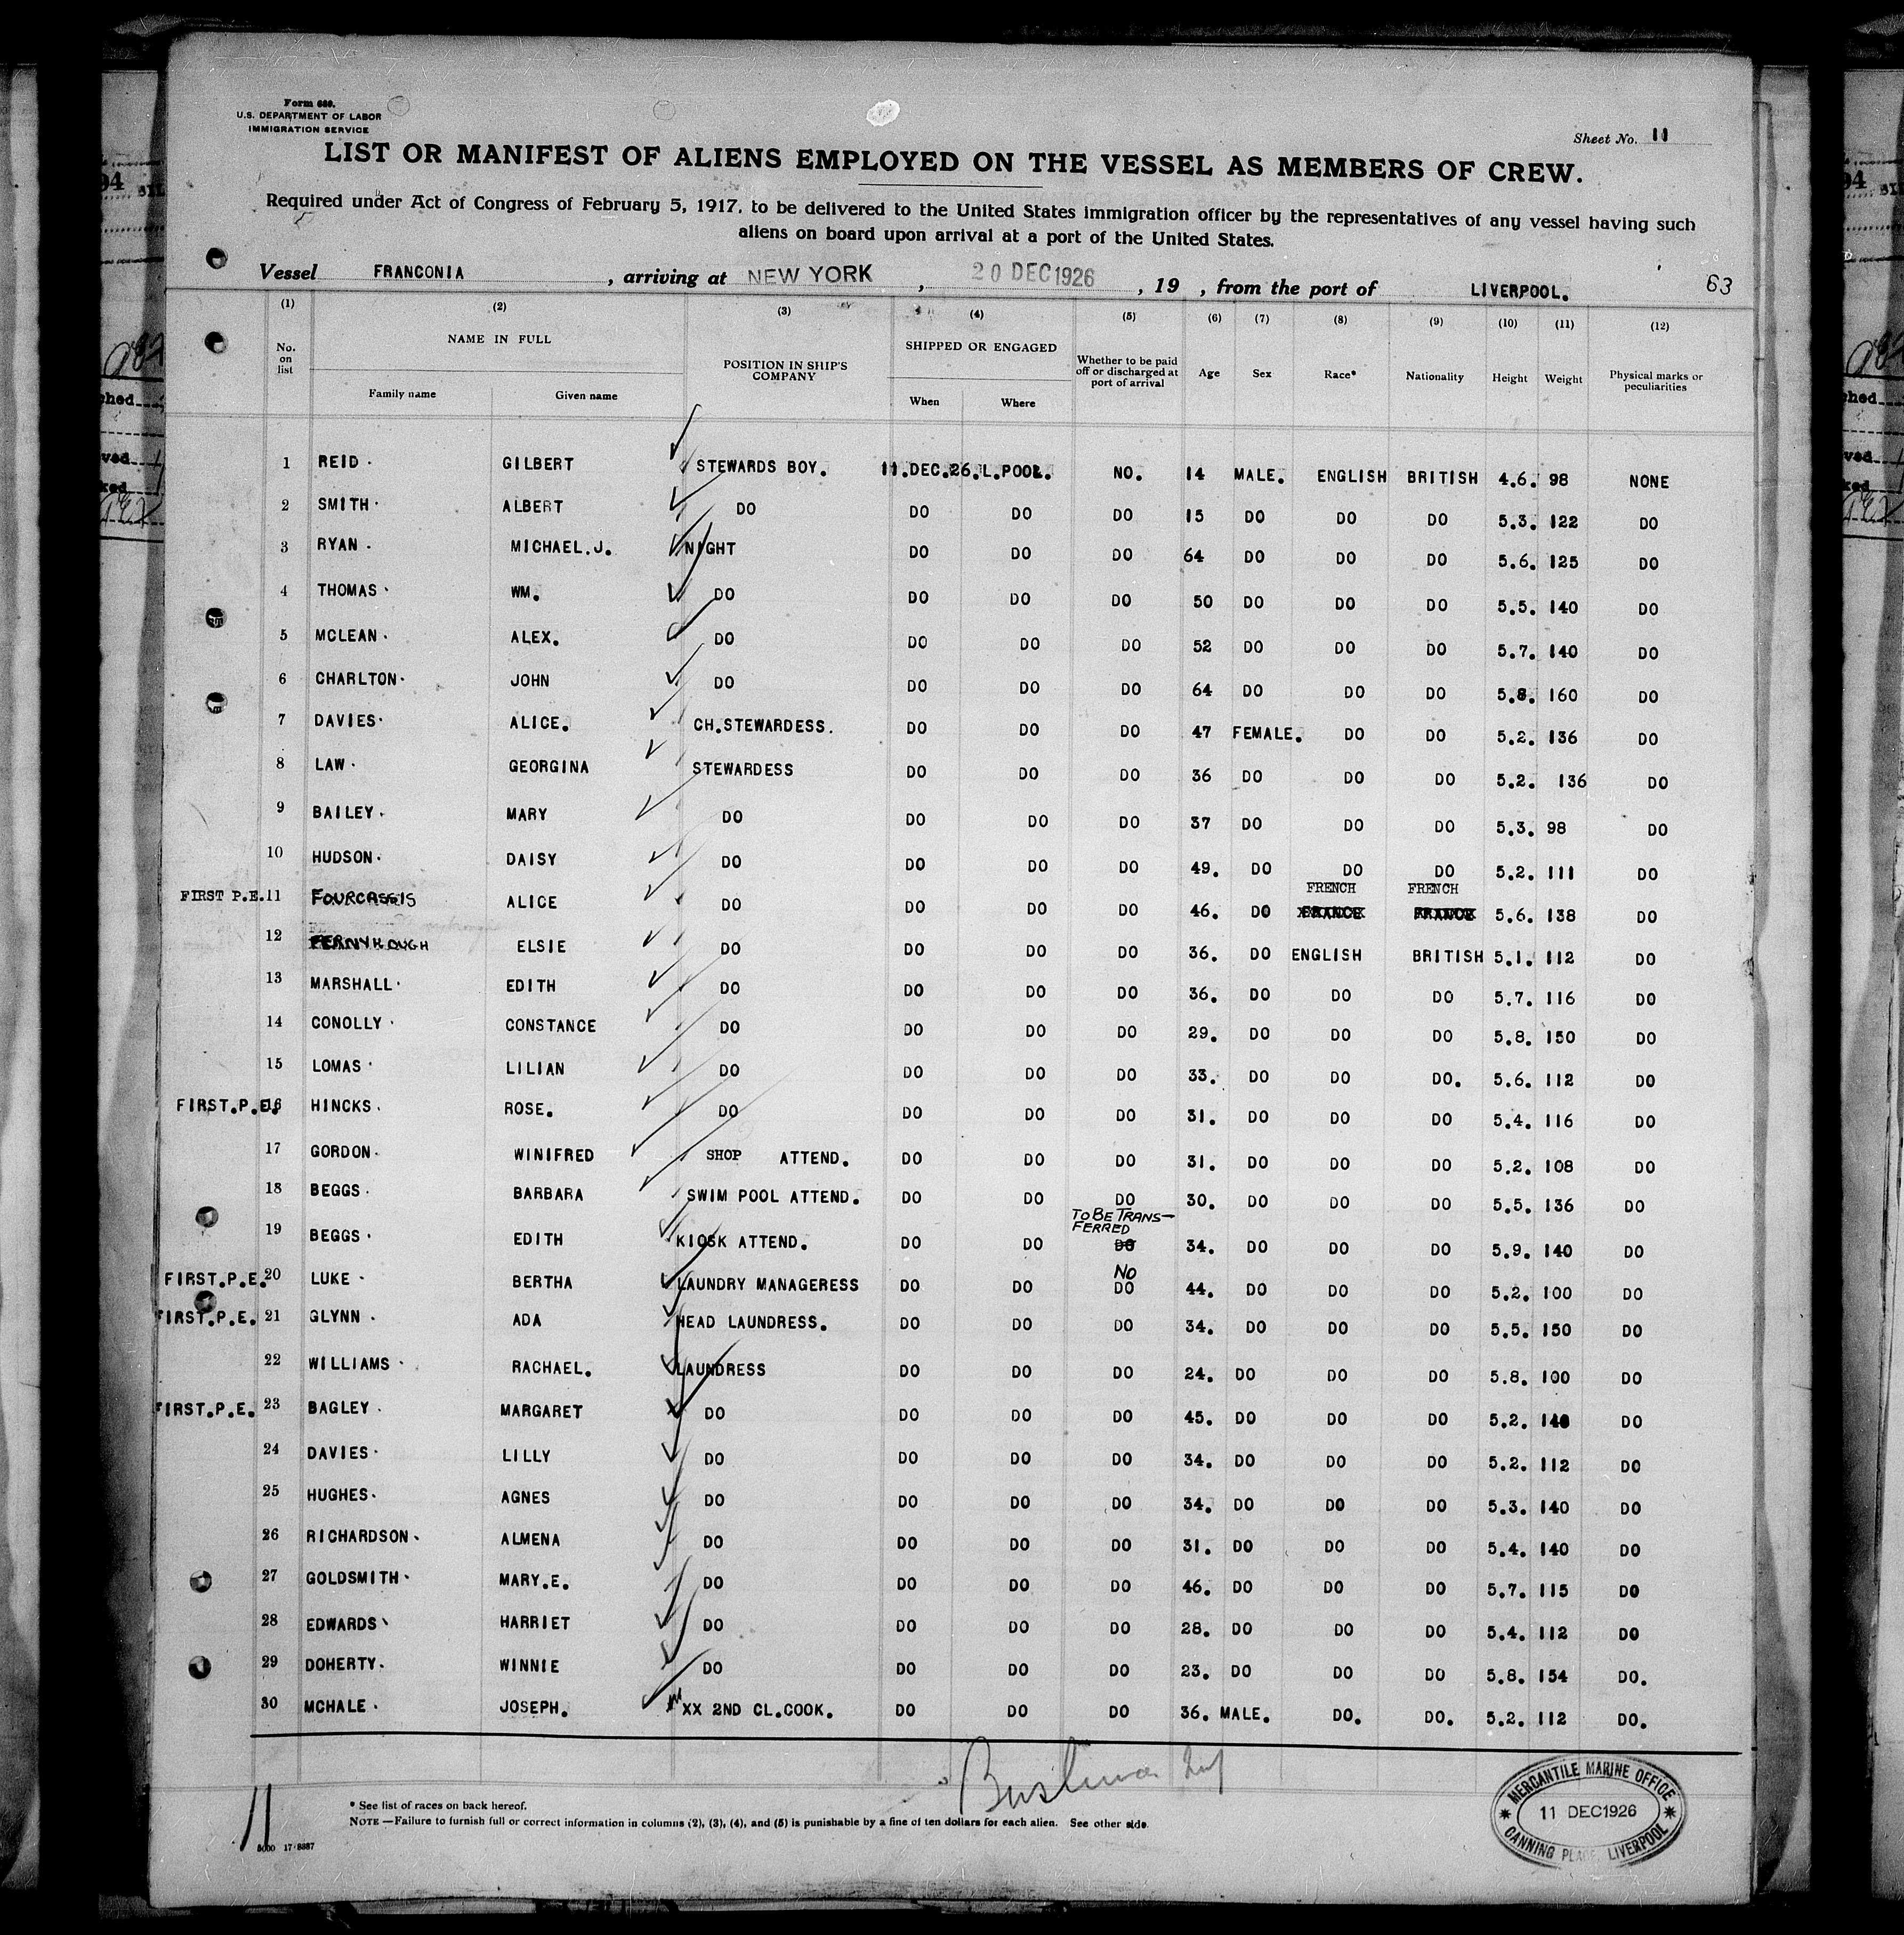 Form 689.
U.S. DEPARTMENT OF LABOR
IMMIGRATION SERVICE
Sheet No. 11
LIST OR MANIFEST OF ALIENS EMPLOYED ON THE VESSEL AS MEMBERS OF CREW.
Required under Act of Congress of February 5, 1917, to be delivered to the United States immigration officer by the representatives of any vessel having such
aliens on board upon arrival at a port of the United States.
Vessel FRANCONIA , arriving at NEW YORK , 20 DEC 1926 , 19 , from the port of LIVERPOOL. 63
(1) (2) (3) (4) (5) (6) (7) (8) (9) (10) (11) (12)
No. on list NAME IN FULL Family name Given name POSITION IN SHIP'S COMPANY SHIPPED OR ENGAGED When Where Whether to be paid off or discharged at port of arrival Age Sex Race* Nationality Height Weight Physical marks or peculiarities
1 REID. GILBERT STEWARDS BOY. 11.DEC.26. L.POOL. NO. 14 MALE. ENGLISH BRITISH 4.6. 98 NONE
2 SMITH. ALBERT DO DO DO DO 15 DO DO DO 5.3. 122 DO
3 RYAN. MICHAEL.J. NIGHT DO DO DO 64 DO DO DO 5.6. 125 DO
4 THOMAS. WM. DO DO DO DO 50 DO DO DO 5.5. 140 DO
5 MCLEAN. ALEX. DO DO DO DO 52 DO DO DO 5.7. 140 DO
6 CHARLTON. JOHN DO DO DO DO 64 DO DO DO 5.8. 160 DO
7 DAVIES. ALICE. CH.STEWARDESS. DO DO DO 47 FEMALE. DO DO 5.2. 136 DO
8 LAW. GEORGINA STEWARDESS DO DO DO 36 DO DO DO 5.2. 136 DO
9 BAILEY. MARY DO DO DO DO 37 DO DO DO 5.3. 98 DO
10 HUDSON. DAISY DO DO DO DO 49. DO DO DO 5.2. 111 DO
FRENCH FRENCH
FIRST P.E. 11 FOURCASSIS ALICE DO DO DO DO 46. DO FRANCE FRANCE 5.6. 138 DO
12 FERNYHOUGH ELSIE DO DO DO DO 36. DO ENGLISH BRITISH 5.1. 112 DO
13 MARSHALL. EDITH DO DO DO DO 36. DO DO DO 5.7. 116 DO
14 CONOLLY. CONSTANCE DO DO DO DO 29. DO DO DO 5.8. 150 DO
15 LOMAS. LILIAN DO DO DO DO 33. DO DO DO. 5.6. 112 DO
FIRST.P.E. 16 HINCKS. ROSE. DO DO DO DO 31. DO DO DO 5.4. 116 DO
17 GORDON. WINIFRED SHOP ATTEND. DO DO DO 31. DO DO DO 5.2. 108 DO
18 BEGGS. BARBARA SWIM POOL ATTEND. DO DO DO 30. DO DO DO 5.5. 136 DO
TO BE TRANS-
FERRED
19 BEGGS. EDITH KIOSK ATTEND. DO DO DO 34. DO DO DO 5.9. 140 DO
NO
FIRST.P.E. 20 LUKE. BERTHA LAUNDRY MANAGERESS DO DO DO 44. DO DO DO 5.2. 100 DO
FIRST.P.E. 21 GLYNN. ADA HEAD LAUNDRESS. DO DO DO 34. DO DO DO 5.5. 150 DO
22 WILLIAMS. RACHAEL. LAUNDRESS DO DO DO 24. DO DO DO 5.8. 100 DO
FIRST.P.E. 23 BAGLEY. MARGARET DO DO DO DO 45. DO DO DO 5.2. 140 DO
24 DAVIES. LILLY DO DO DO DO 34. DO DO DO 5.2. 112 DO
25 HUGHES. AGNES DO DO DO DO 34. DO DO DO 5.3. 140 DO
26 RICHARDSON. ALMENA DO DO DO DO 31. DO DO DO 5.4. 140 DO
27 GOLDSMITH. MARY.E. DO DO DO DO 46. DO DO DO 5.7. 115 DO
28 EDWARDS. HARRIET DO DO DO DO 28. DO DO DO 5.4. 112 DO
29 DOHERTY. WINNIE DO DO DO DO 23. DO DO DO 5.8. 154 DO.
30 MCHALE. JOSEPH. XX 2ND CL.COOK. DO DO DO 36. MALE. DO. DO. 5.2. 112 DO.
11
* See list of races on back hereof.
NOTE—Failure to furnish full or correct information in columns (2), (3), (4), and (5) is punishable by a fine of ten dollars for each alien. See other side.
MERCANTILE MARINE OFFICE
11 DEC 1926
CANNING PLACE, LIVERPOOL